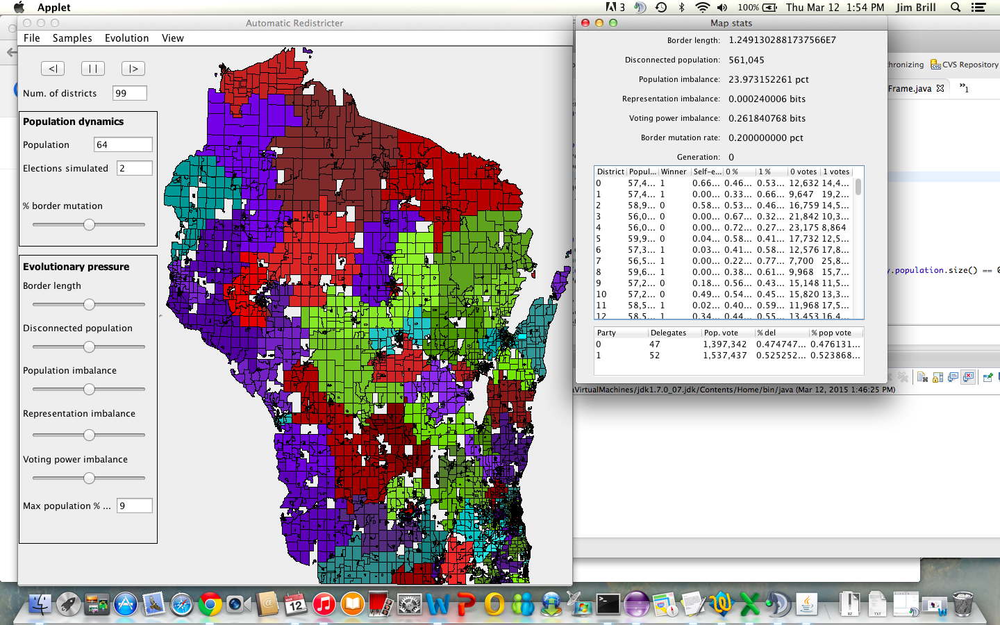 Applet
3
100%
Thu Mar 12 1:54 PM
Jim Brill
Automatic Redistricter
File Samples Evolution View
<| | | |>
Num. of districts 99
Population dynamics
Population 64
Elections simulated 2
% border mutation
Evolutionary pressure
Border length
Disconnected population
Population imbalance
Representation imbalance
Voting power imbalance
Max population % ... 9
Map stats
Border length: 1.2491302881737566E7
Disconnected population: 561,045
Population imbalance: 23.973152261 pct
Representation imbalance: 0.000240006 bits
Voting power imbalance: 0.261840768 bits
Border mutation rate: 0.200000000 pct
Generation: 0
District Popul... Winner Self-e... 0 % 1 % 0 votes 1 votes
0 57,4... 1 0.66... 0.46... 0.53... 12,632 14,4...
1 57,4... 1 0.00... 0.33... 0.66... 9,647 19,2...
2 58,9... 0 0.58... 0.53... 0.46... 16,759 14,5...
3 56,0... 0 0.00... 0.67... 0.32... 21,842 10,3...
4 56,0... 0 0.00... 0.72... 0.27... 23,175 8,864
5 59,9... 0 0.04... 0.58... 0.41... 17,732 12,5...
6 57,3... 1 0.03... 0.41... 0.58... 12,576 17,8...
7 56,5... 1 0.00... 0.22... 0.77... 7,700 25,8...
8 59,6... 1 0.00... 0.38... 0.61... 9,968 15,7...
9 57,2... 0 0.18... 0.56... 0.43... 15,148 11,5...
10 57,2... 0 0.49... 0.54... 0.45... 15,820 13,3...
11 58,5... 1 0.02... 0.40... 0.59... 11,968 17,5...
12 58,5... 1 0.34... 0.44... 0.55... 13,453 16,4...
Party Delegates Pop. vote % del % pop vote
0 47 1,397,342 0.474747... 0.476131...
1 52 1,537,437 0.525252... 0.523868...
hronizing CVS Repository
Frame.java »1
y.population.size() == 0
aVirtualMachines/jdk1.7.0_07.jdk/Contents/Home/bin/java (Mar 12, 2015 1:46:25 PM)
MAR
12
TXT